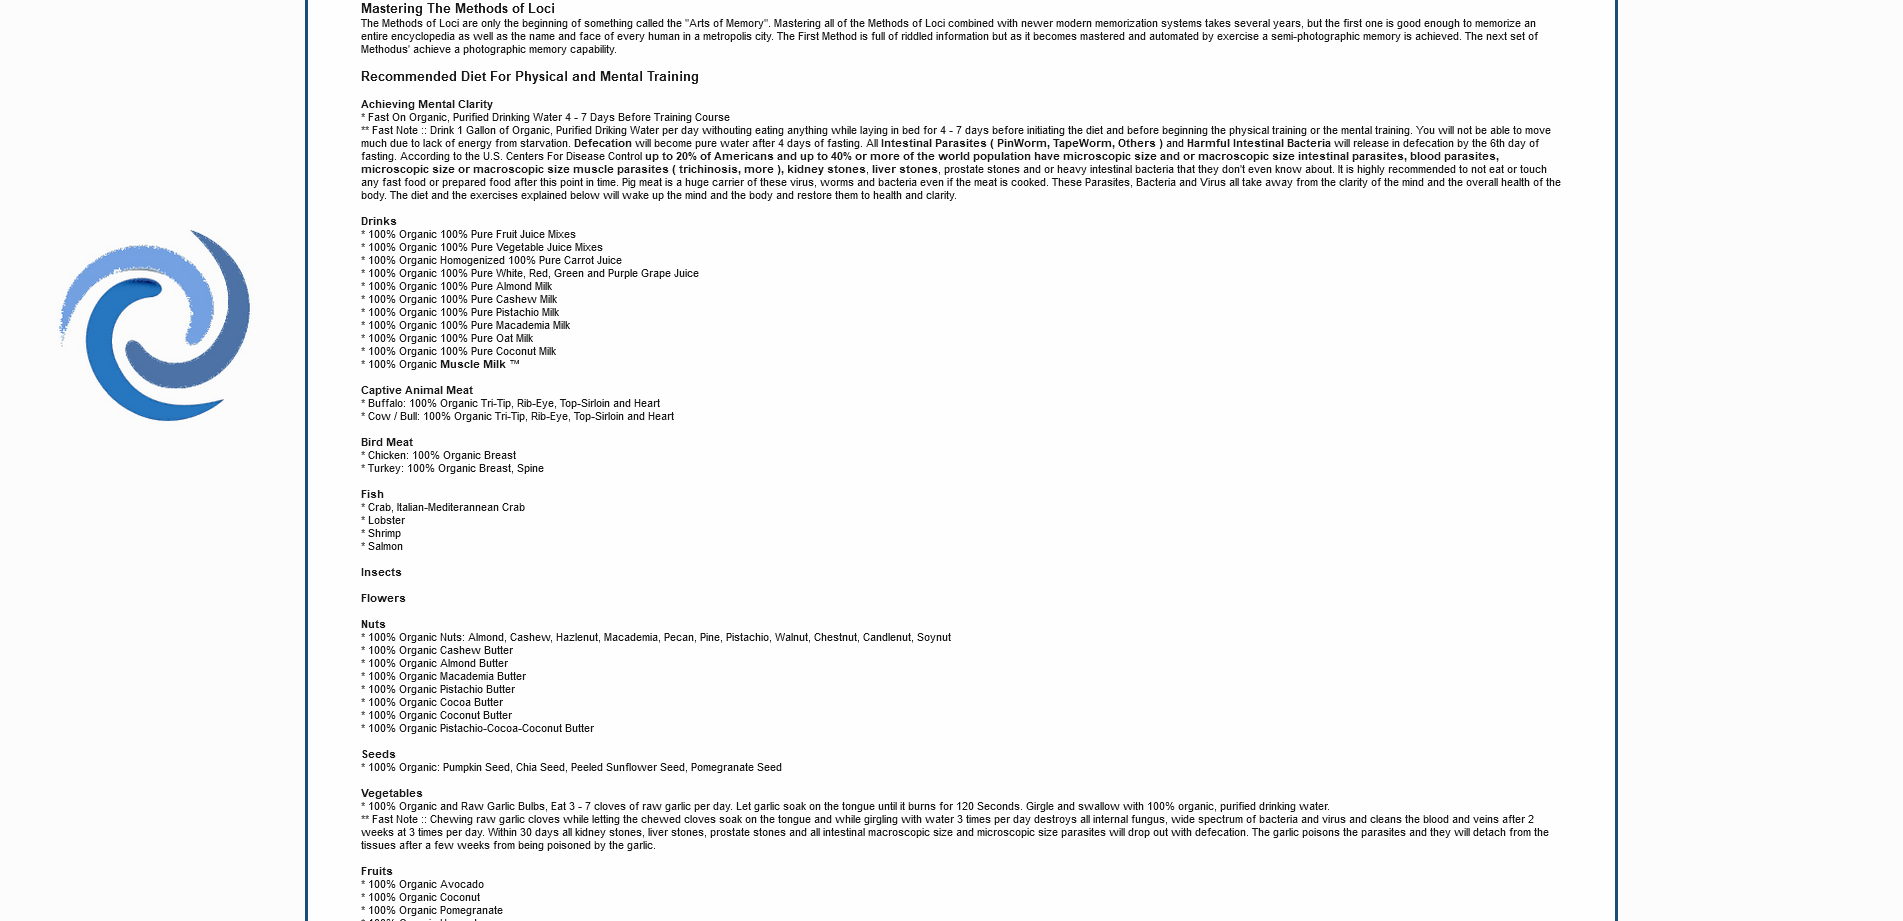 Mastering The Methods of Loci
The Methods of Loci are only the beginning of something called the "Arts of Memory". Mastering all of the Methods of Loci combined with newer modern memorization systems takes several years, but the first one is good enough to memorize an
entire encyclopedia as well as the name and face of every human in a metropolis city. The First Method is full of riddled information but as it becomes mastered and automated by exercise a semi-photographic memory is achieved. The next set of
Methodus' achieve a photographic memory capability.
Recommended Diet For Physical and Mental Training
Achieving Mental Clarity
* Fast On Organic, Purified Drinking Water 4 - 7 Days Before Training Course
** Fast Note :: Drink 1 Gallon of Organic, Purified Driking Water per day withouting eating anything while laying in bed for 4 - 7 days before initiating the diet and before beginning the physical training or the mental training. You will not be able to move
much due to lack of energy from starvation. Defecation will become pure water after 4 days of fasting. All Intestinal Parasites ( PinWorm, TapeWorm, Others ) and Harmful Intestinal Bacteria will release in defecation by the 6th day of
fasting. According to the U.S. Centers For Disease Control up to 20% of Americans and up to 40% or more of the world population have microscopic size and or macroscopic size intestinal parasites, blood parasites,
microscopic size or macroscopic size muscle parasites ( trichinosis, more ), kidney stones, liver stones, prostate stones and or heavy intestinal bacteria that they don't even know about. It is highly recommended to not eat or touch
any fast food or prepared food after this point in time. Pig meat is a huge carrier of these virus, worms and bacteria even if the meat is cooked. These Parasites, Bacteria and Virus all take away from the clarity of the mind and the overall health of the
body. The diet and the exercises explained below will wake up the mind and the body and restore them to health and clarity.
Drinks
* 100% Organic 100% Pure Fruit Juice Mixes
* 100% Organic 100% Pure Vegetable Juice Mixes
* 100% Organic Homogenized 100% Pure Carrot Juice
* 100% Organic 100% Pure White, Red, Green and Purple Grape Juice
* 100% Organic 100% Pure Almond Milk
* 100% Organic 100% Pure Cashew Milk
* 100% Organic 100% Pure Pistachio Milk
* 100% Organic 100% Pure Macademia Milk
* 100% Organic 100% Pure Oat Milk
* 100% Organic 100% Pure Coconut Milk
* 100% Organic Muscle Milk ™
Captive Animal Meat
* Buffalo: 100% Organic Tri-Tip, Rib-Eye, Top-Sirloin and Heart
* Cow / Bull: 100% Organic Tri-Tip, Rib-Eye, Top-Sirloin and Heart
Bird Meat
* Chicken: 100% Organic Breast
* Turkey: 100% Organic Breast, Spine
Fish
* Crab, Italian-Mediterannean Crab
* Lobster
* Shrimp
* Salmon
Insects
Flowers
Nuts
* 100% Organic Nuts: Almond, Cashew, Hazlenut, Macademia, Pecan, Pine, Pistachio, Walnut, Chestnut, Candlenut, Soynut
* 100% Organic Cashew Butter
* 100% Organic Almond Butter
* 100% Organic Macademia Butter
* 100% Organic Pistachio Butter
* 100% Organic Cocoa Butter
* 100% Organic Coconut Butter
* 100% Organic Pistachio-Cocoa-Coconut Butter
Seeds
* 100% Organic: Pumpkin Seed, Chia Seed, Peeled Sunflower Seed, Pomegranate Seed
Vegetables
* 100% Organic and Raw Garlic Bulbs, Eat 3 - 7 cloves of raw garlic per day. Let garlic soak on the tongue until it burns for 120 Seconds. Girgle and swallow with 100% organic, purified drinking water.
** Fast Note :: Chewing raw garlic cloves while letting the chewed cloves soak on the tongue and while girgling with water 3 times per day destroys all internal fungus, wide spectrum of bacteria and virus and cleans the blood and veins after 2
weeks at 3 times per day. Within 30 days all kidney stones, liver stones, prostate stones and all intestinal macroscopic size and microscopic size parasites will drop out with defecation. The garlic poisons the parasites and they will detach from the
tissues after a few weeks from being poisoned by the garlic.
Fruits
* 100% Organic Avocado
* 100% Organic Coconut
* 100% Organic Pomegranate